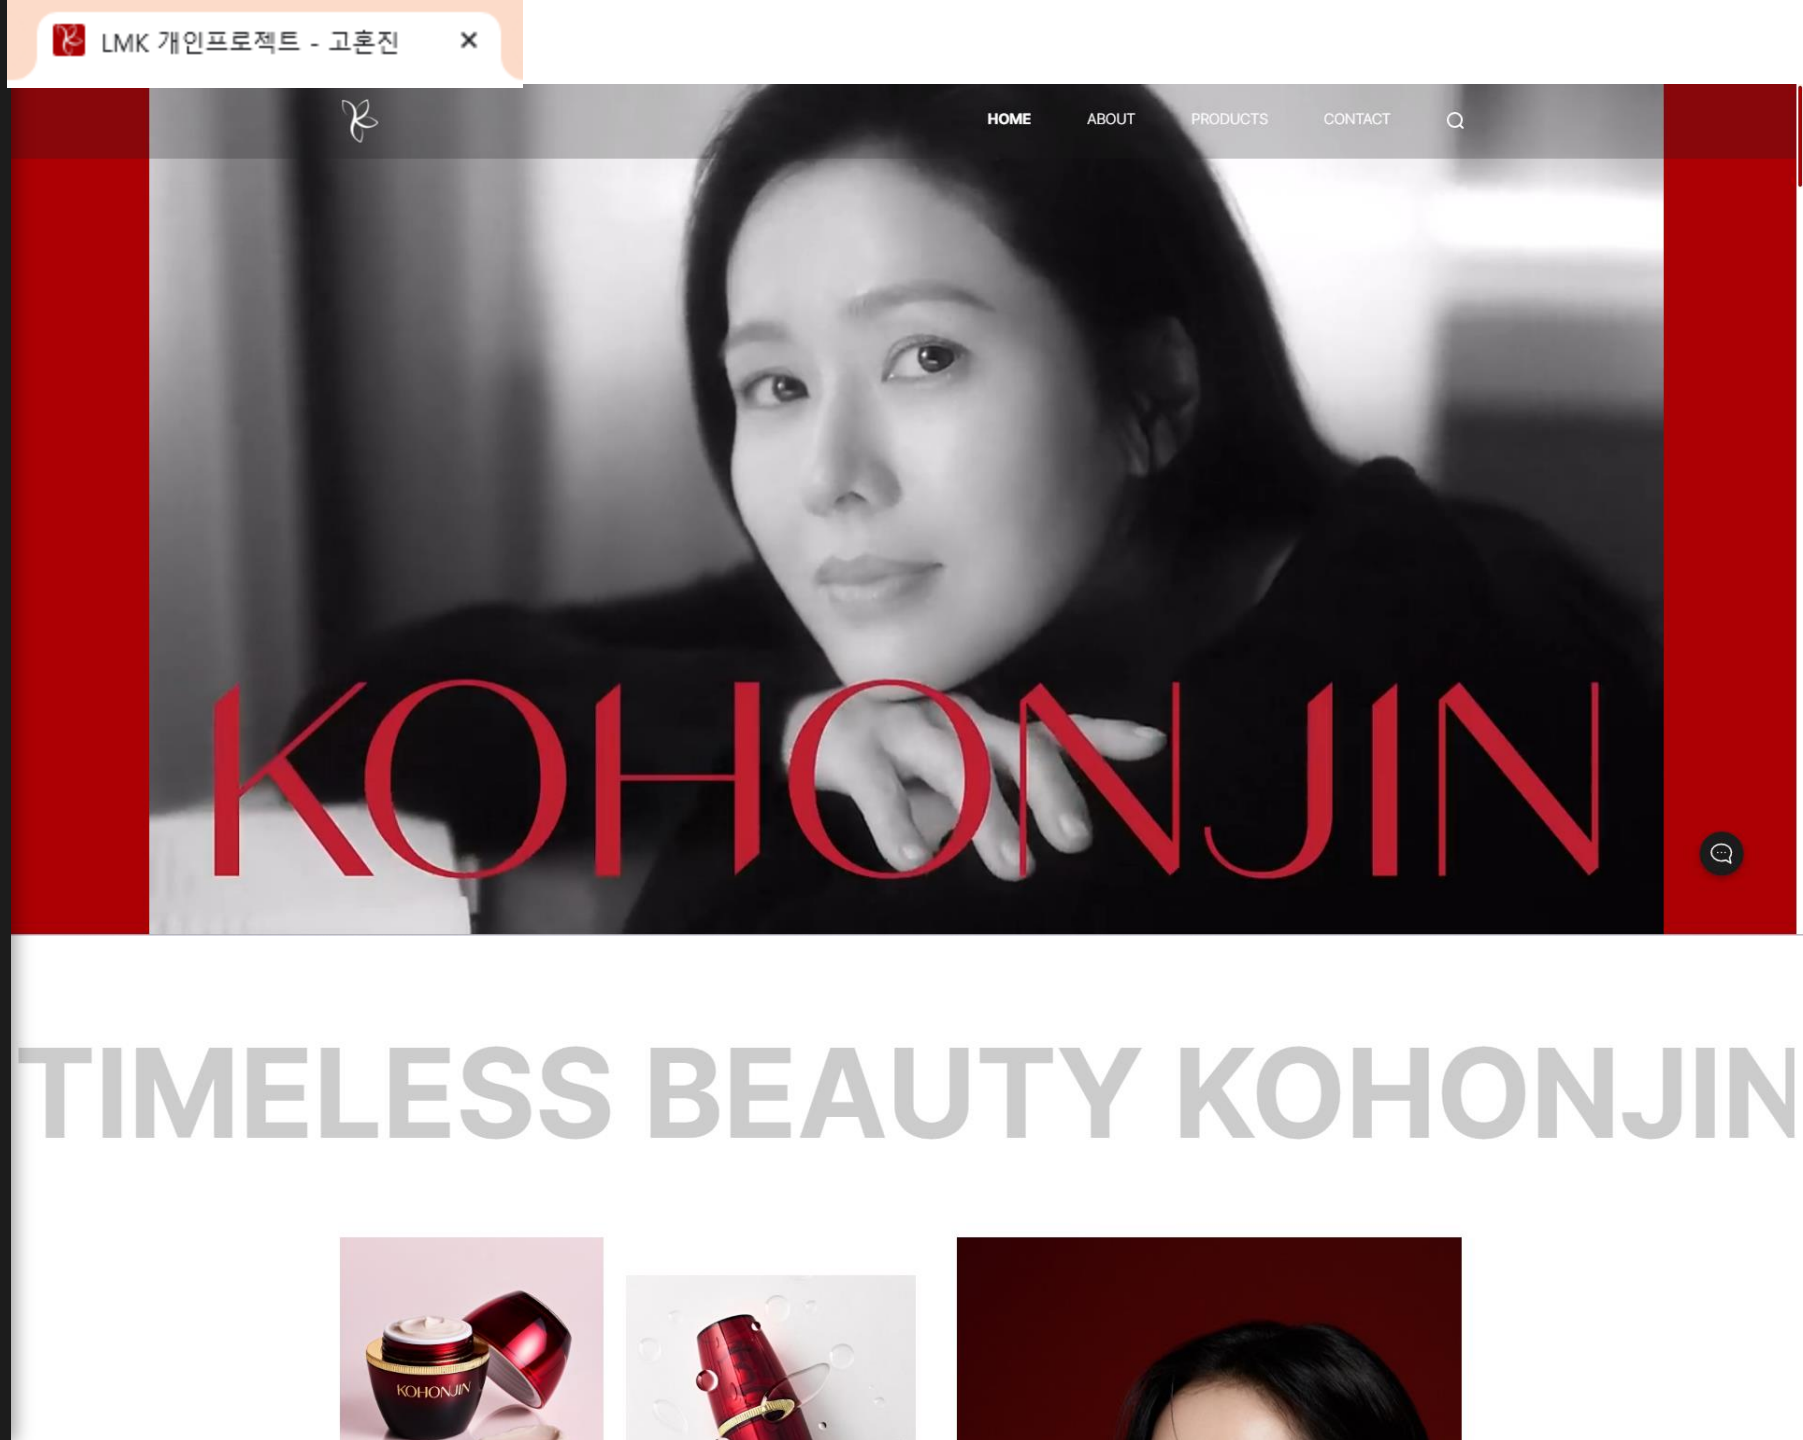 LMK 개인프로젝트 - 고혼진
HOME ABOUT PRODUCTS CONTACT
KOHONJIN
TIMELESS BEAUTY KOHONJIN
KOHONJIN